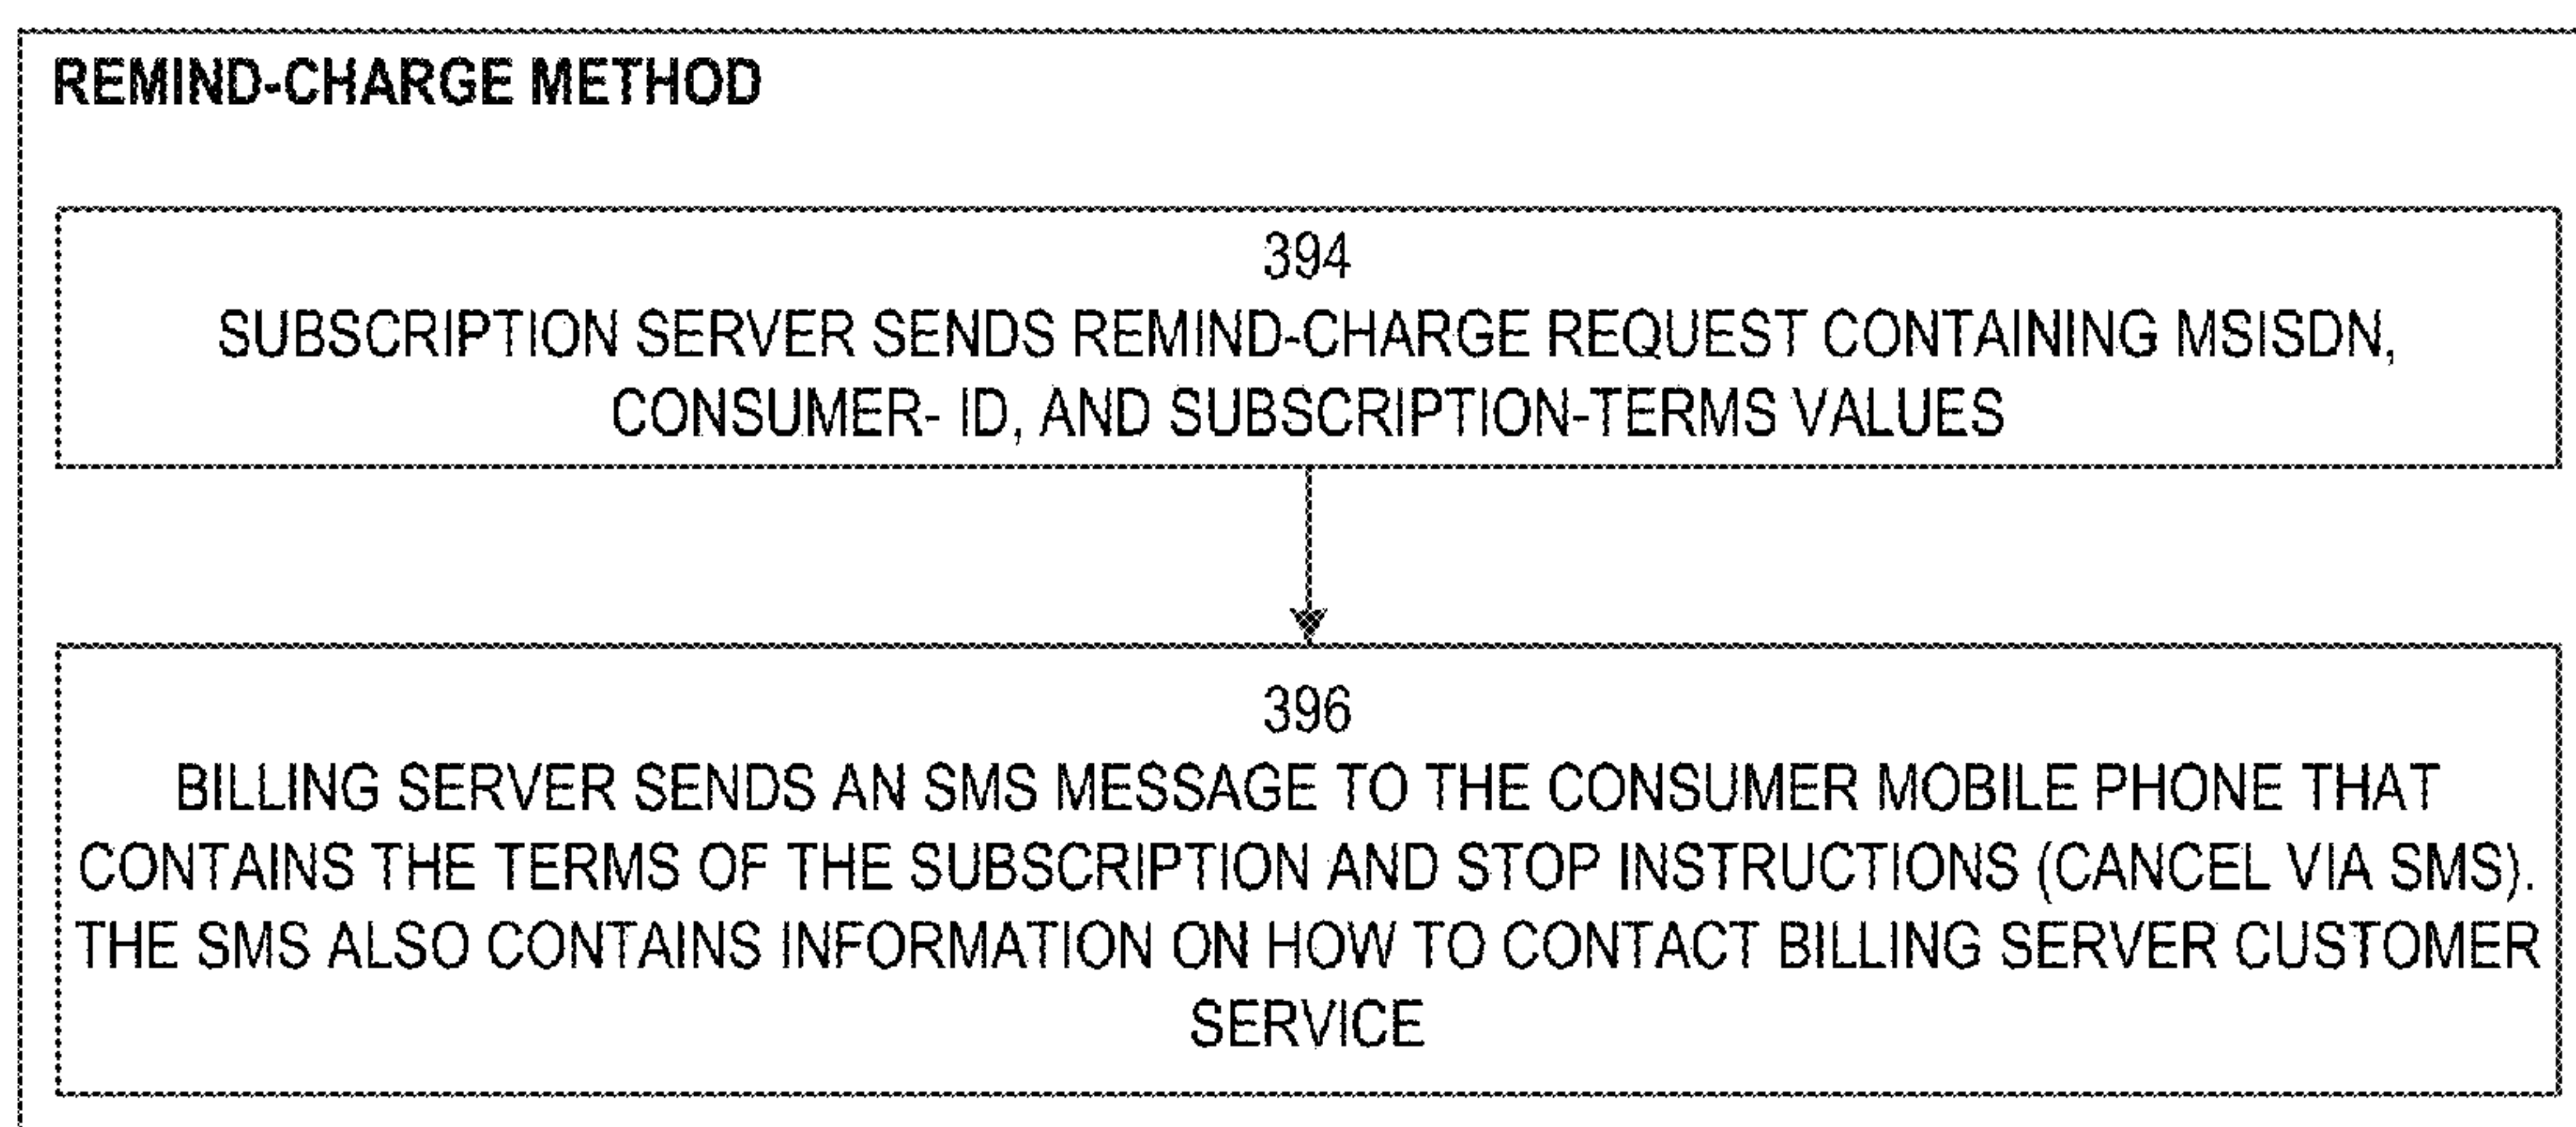 REMIND-CHARGE METHOD
394
SUBSCRIPTION SERVER SENDS REMIND-CHARGE REQUEST CONTAINING MSISDN,
CONSUMER- ID, AND SUBSCRIPTION-TERMS VALUES
396
BILLING SERVER SENDS AN SMS MESSAGE TO THE CONSUMER MOBILE PHONE THAT
CONTAINS THE TERMS OF THE SUBSCRIPTION AND STOP INSTRUCTIONS (CANCEL VIA SMS).
THE SMS ALSO CONTAINS INFORMATION ON HOW TO CONTACT BILLING SERVER CUSTOMER
SERVICE